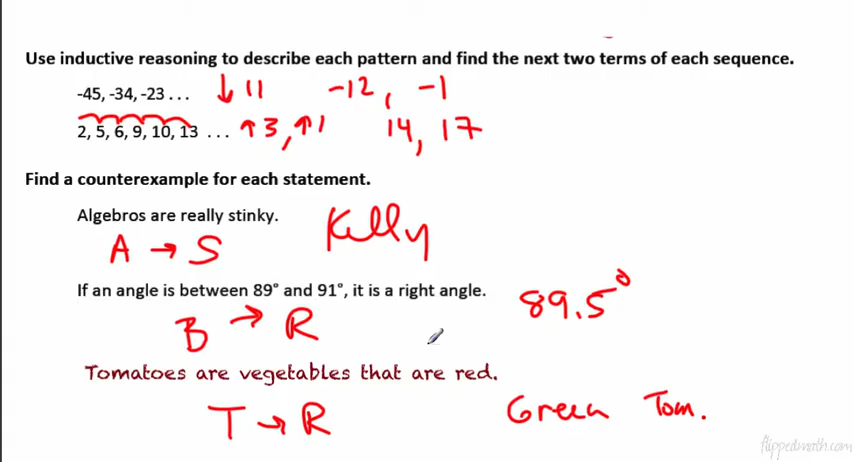 Use inductive reasoning to describe each pattern and find the next two terms of each sequence.
-45, -34, -23 . . . ↓ 11 -12, -1
2, 5, 6, 9, 10, 13 . . . ↑3, ↑1 14, 17
Find a counterexample for each statement.
Algebros are really stinky. Kelly
A → S
If an angle is between 89° and 91°, it is a right angle. 89.5°
B → R
Tomatoes are vegetables that are red.
T → R Green Tom.
flippedmath.com